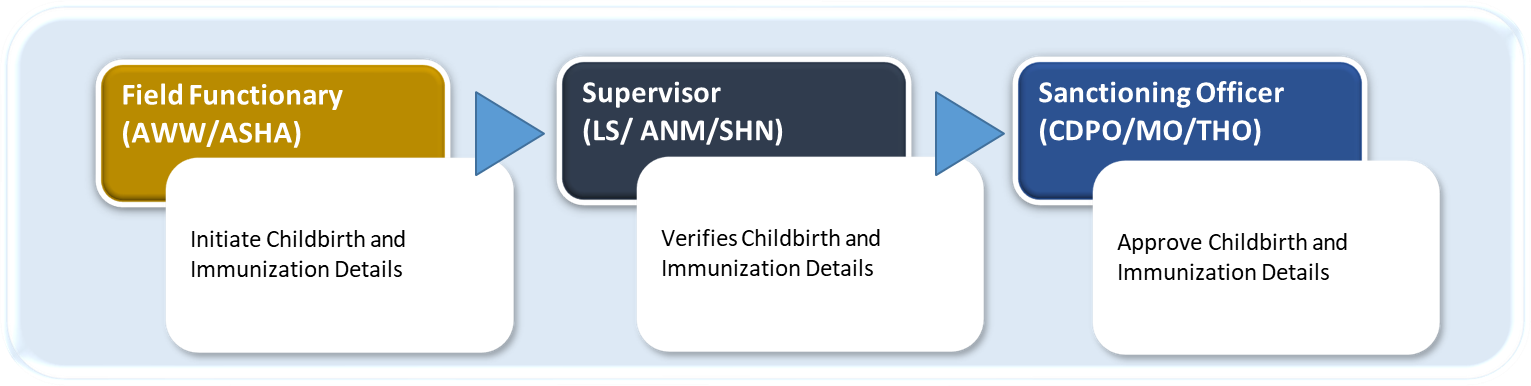 Field Functionary
(AWW/ASHA)
Initiate Childbirth and
Immunization Details
Supervisor
(LS/ ANM/SHN)
Verifies Childbirth and
Immunization Details
Sanctioning Officer
(CDPO/MO/THO)
Approve Childbirth and
Immunization Details